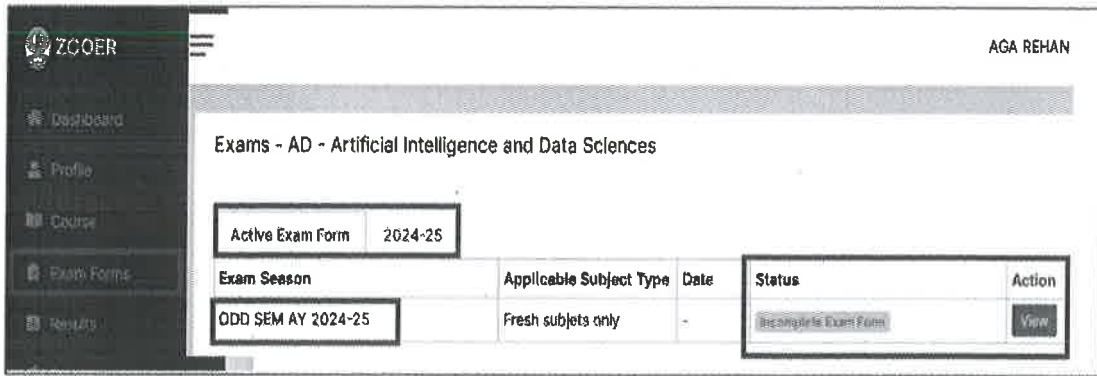 ZCOER
AGA REHAN
Dashboard
Profile
Course
Exam Forms
Results
Exams - AD - Artificial Intelligence and Data Sciences
Active Exam Form 2024-25
Exam Season Applicable Subject Type Date Status Action
ODD SEM AY 2024-25 Fresh subjets only - Incomplete Exam Form View